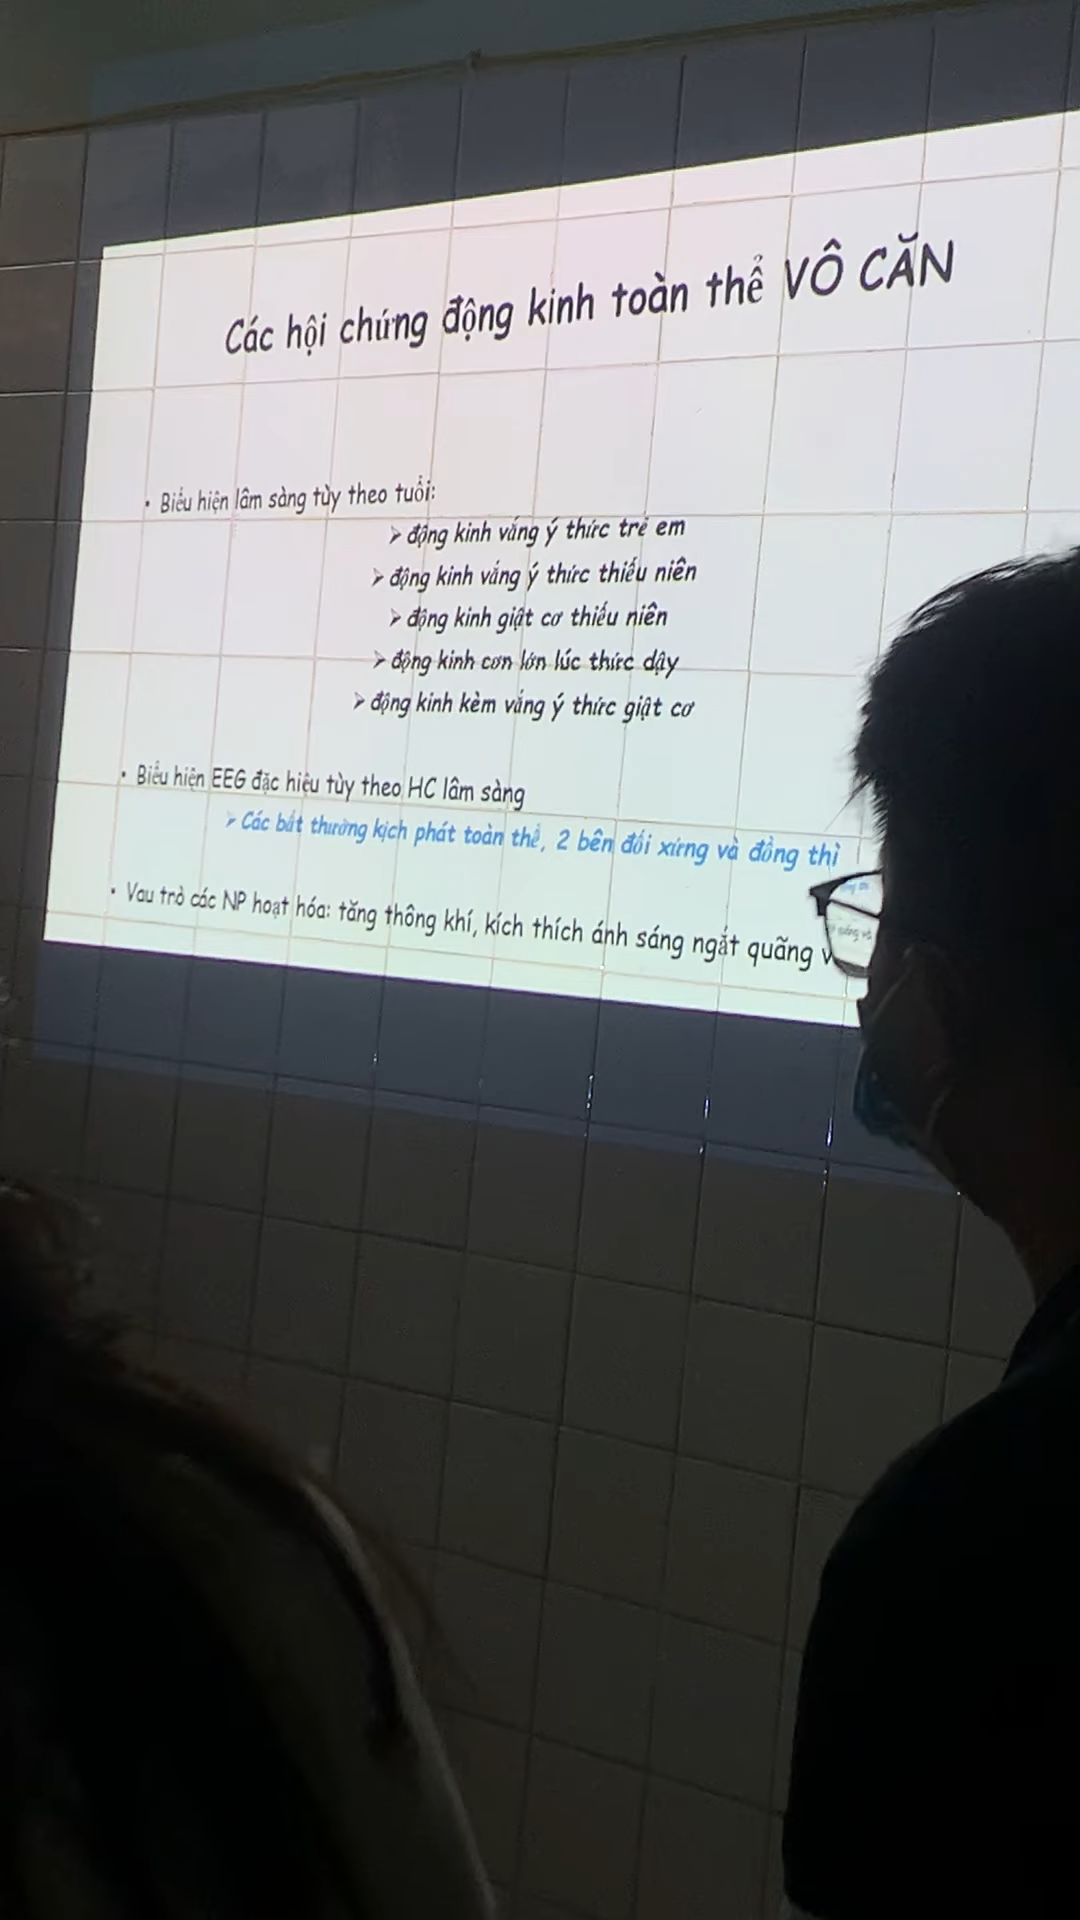 Các hội chứng động kinh toàn thể VÔ CĂN
• Biểu hiện lâm sàng tùy theo tuổi:
➢ động kinh vắng ý thức trẻ em
➢ động kinh vắng ý thức thiếu niên
➢ động kinh giật cơ thiếu niên
➢ động kinh cơn lớn lúc thức dậy
➢ động kinh kèm vắng ý thức giật cơ
• Biểu hiện EEG đặc hiệu tùy theo HC lâm sàng
➢ Các bất thường kịch phát toàn thể, 2 bên đối xứng và đồng thì
• Vau trò các NP hoạt hóa: tăng thông khí, kích thích ánh sáng ngắt quãng